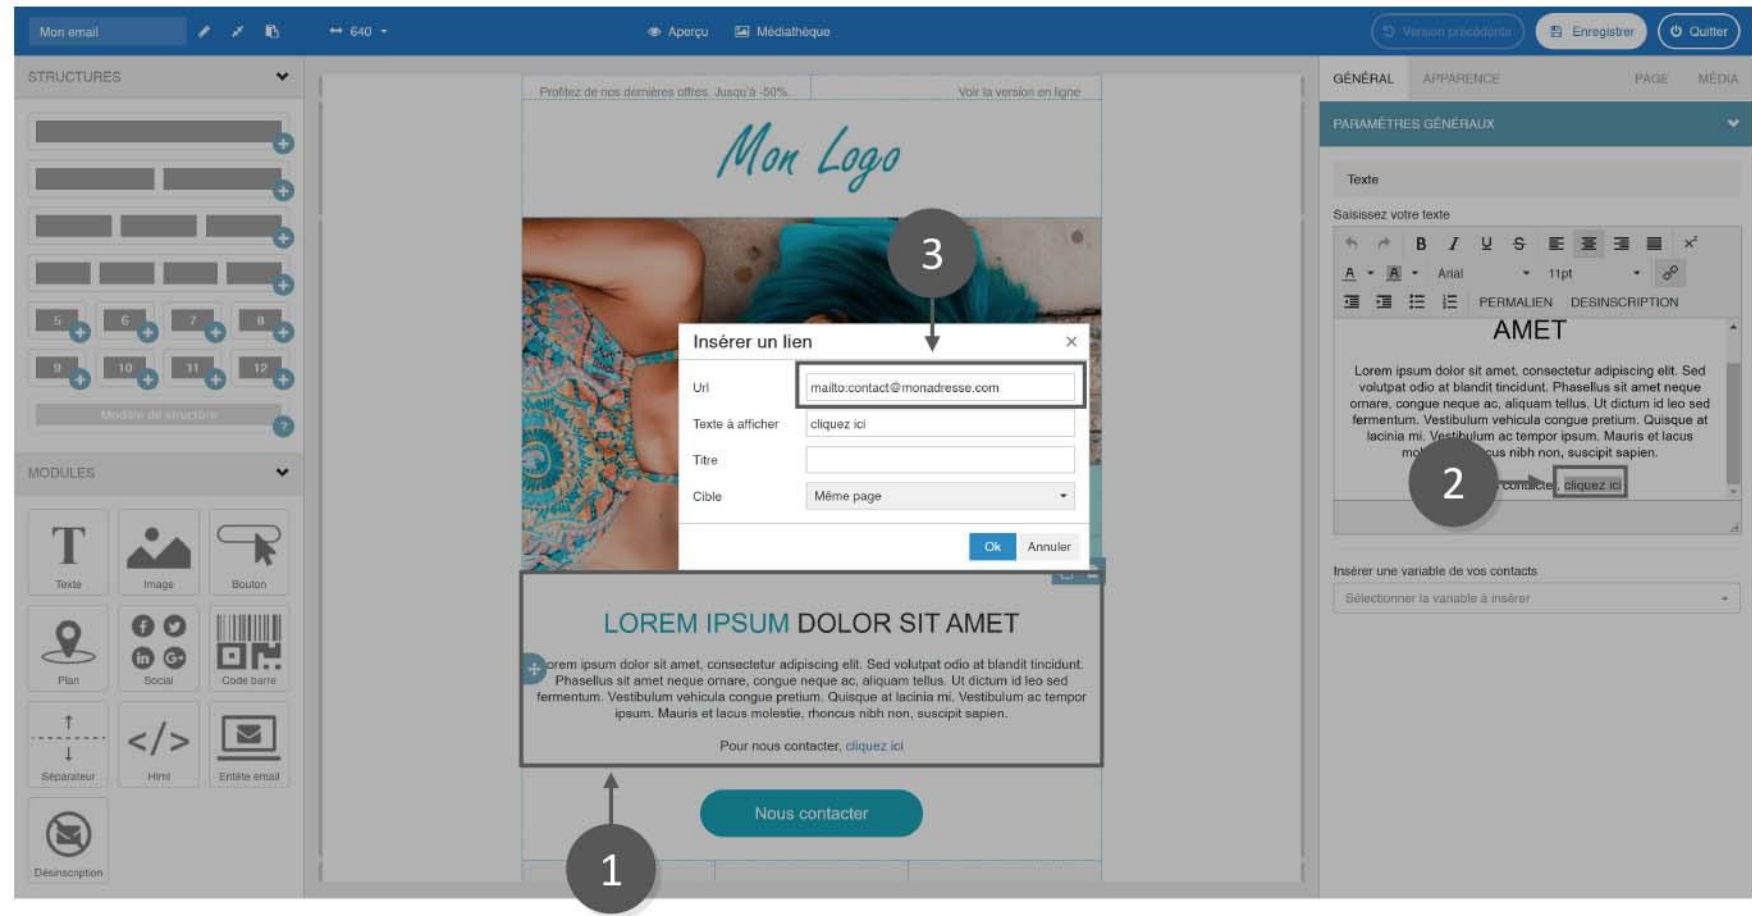 Mon email
640
Aperçu
Médiathèque
Version précédente
Enregistrer
Quitter
STRUCTURES
5
6
7
8
9
10
11
12
Modèle de structure
?
MODULES
Texte
Image
Bouton
Plan
Social
Code barre
Séparateur
Html
Entête email
Désinscription
Profitez de nos dernières offres. Jusqu'à -50%.
Voir la version en ligne
Mon Logo
3
Insérer un lien
Url
mailto:contact@monadresse.com
Texte à afficher
cliquez ici
Titre
Cible
Même page
Ok
Annuler
LOREM IPSUM DOLOR SIT AMET
orem ipsum dolor sit amet, consectetur adipiscing elit. Sed volutpat odio at blandit tincidunt.
Phasellus sit amet neque ornare, congue neque ac, aliquam tellus. Ut dictum id leo sed
fermentum. Vestibulum vehicula congue pretium. Quisque at lacinia mi. Vestibulum ac tempor
ipsum. Mauris et lacus molestie, rhoncus nibh non, suscipit sapien.
Pour nous contacter, cliquez ici
Nous contacter
1
GÉNÉRAL
APPARENCE
PAGE
MÉDIA
PARAMÈTRES GÉNÉRAUX
Texte
Saisissez votre texte
B I U S x²
A A Arial 11pt
PERMALIEN DESINSCRIPTION
AMET
Lorem ipsum dolor sit amet, consectetur adipiscing elit. Sed
volutpat odio at blandit tincidunt. Phasellus sit amet neque
ornare, congue neque ac, aliquam tellus. Ut dictum id leo sed
fermentum. Vestibulum vehicula congue pretium. Quisque at
lacinia mi. Vestibulum ac tempor ipsum. Mauris et lacus
nibh non, suscipit sapien.
2
contacter, cliquez ici
Insérer une variable de vos contacts
Sélectionner la variable à insérer